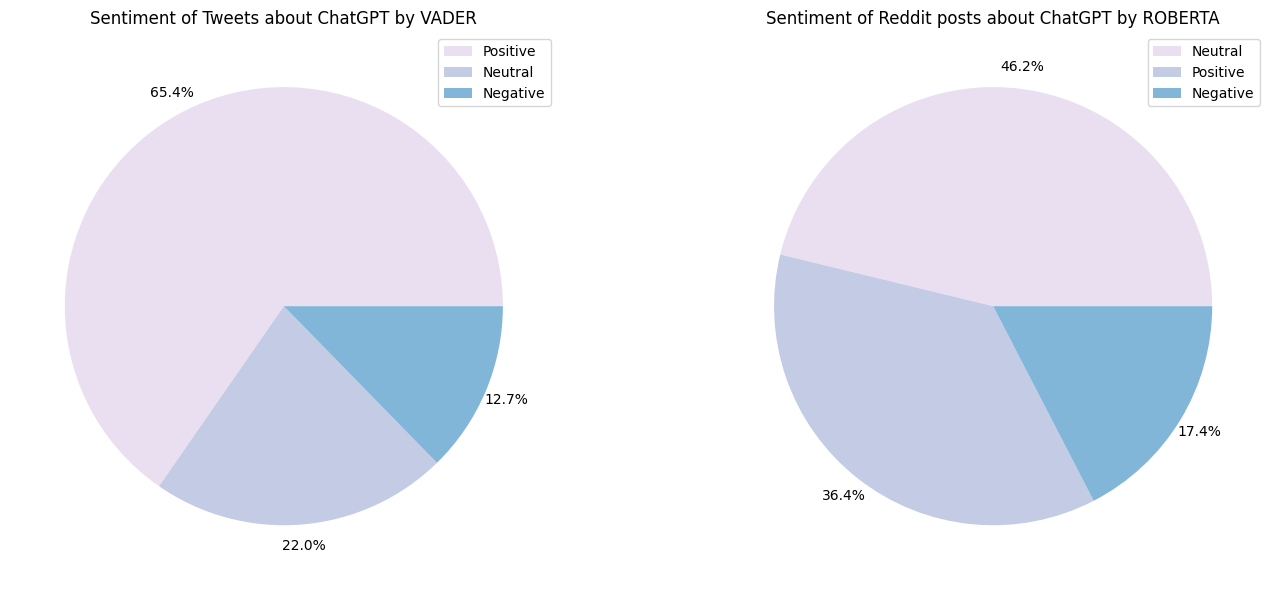 Sentiment of Tweets about ChatGPT by VADER
Positive
Neutral
Negative
65.4%
12.7%
22.0%
Sentiment of Reddit posts about ChatGPT by ROBERTA
Neutral
Positive
Negative
46.2%
17.4%
36.4%